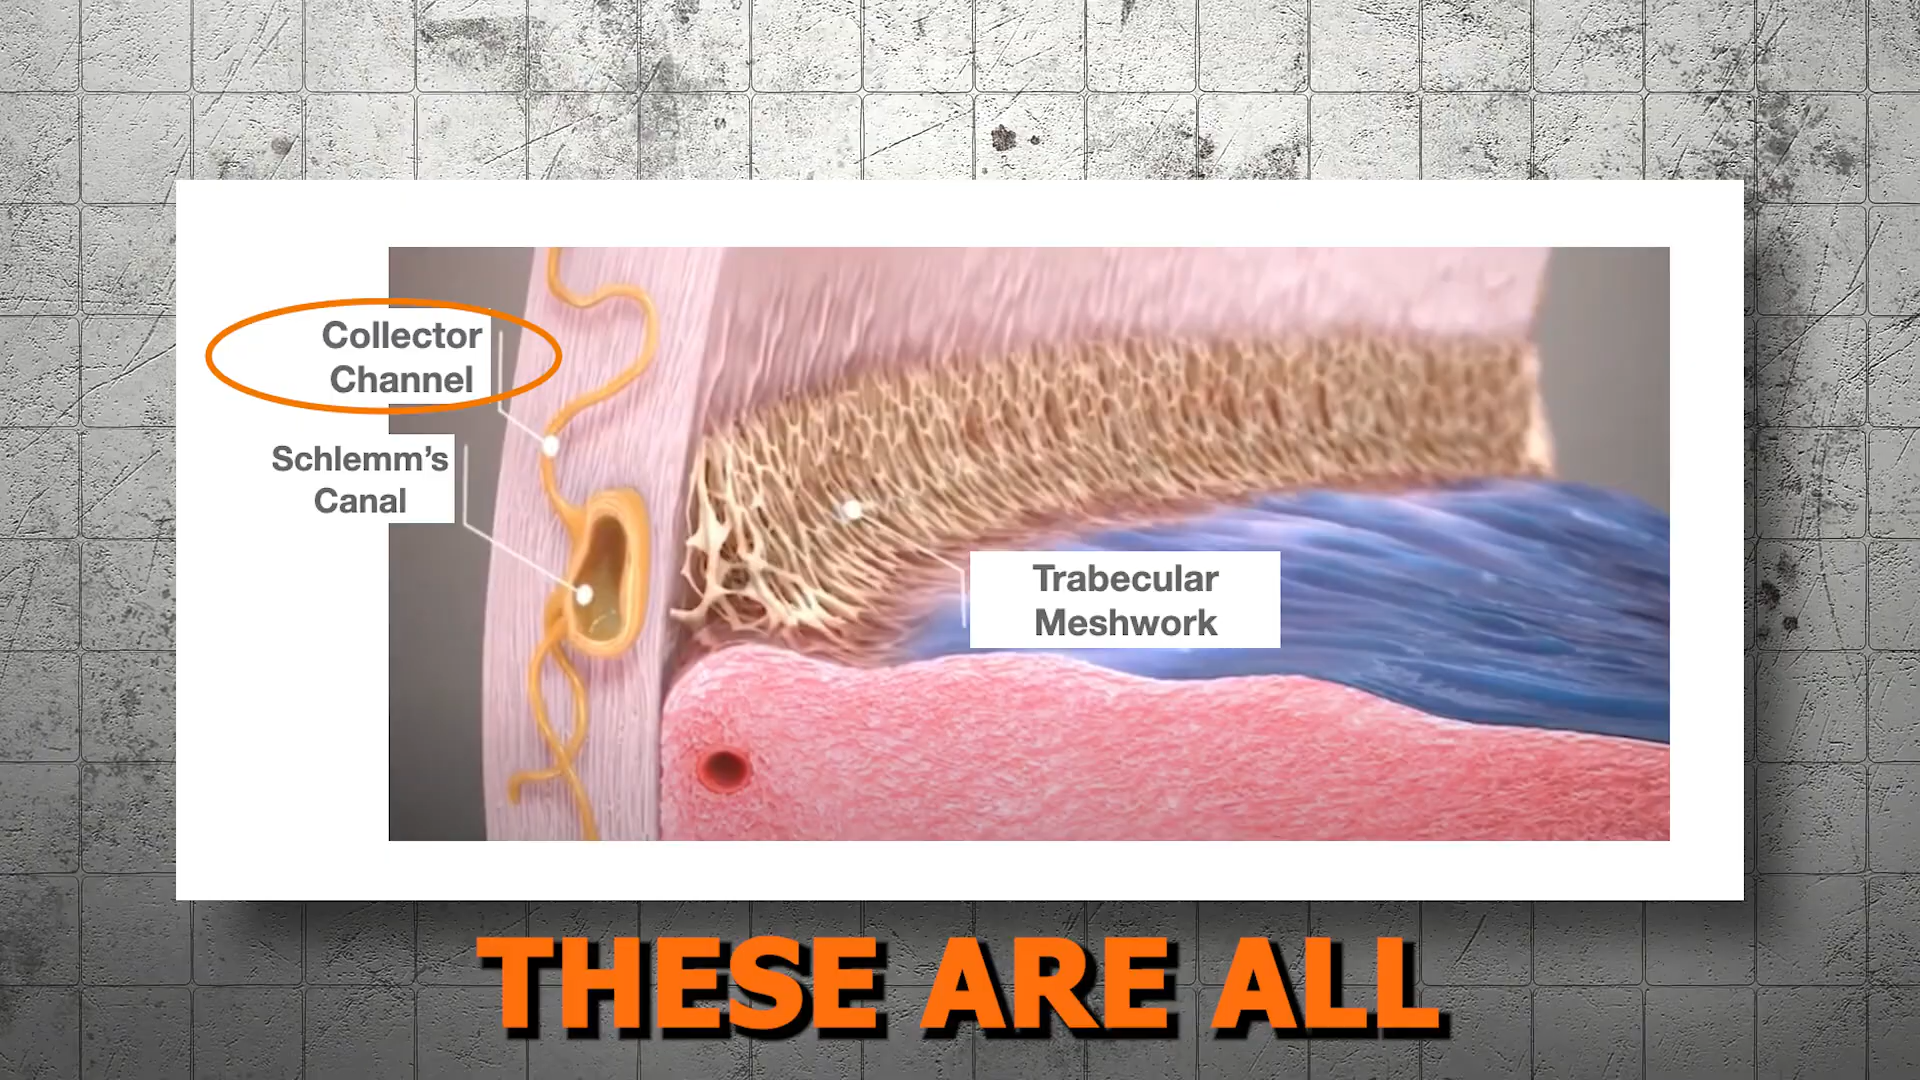 Collector
Channel
Schlemm’s
Canal
Trabecular
Meshwork
THESE ARE ALL